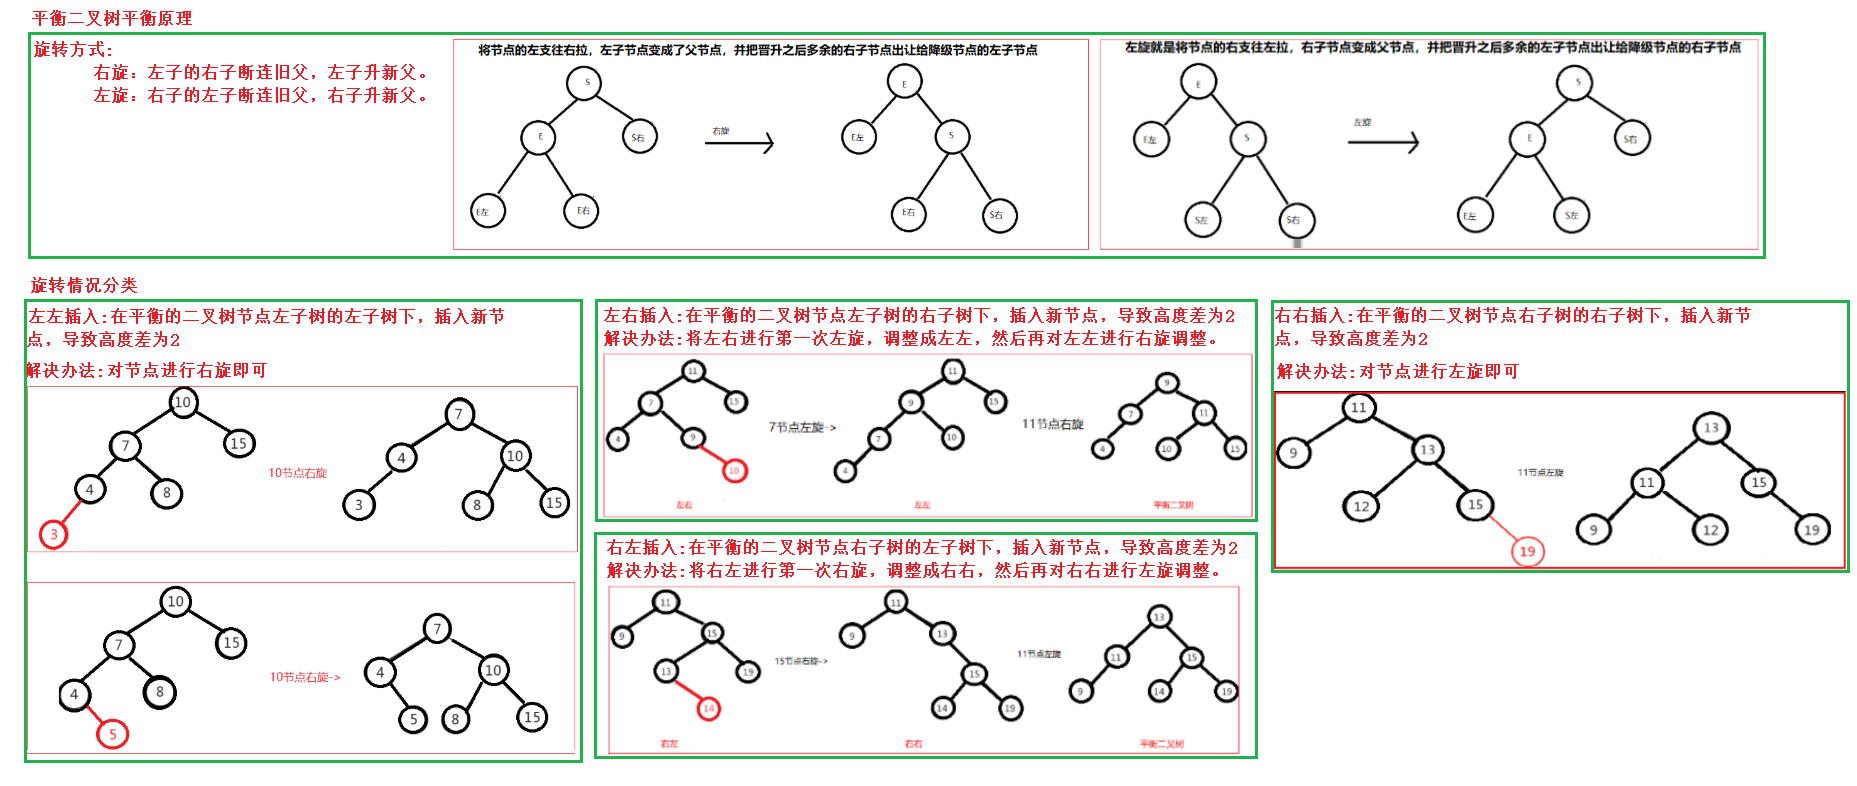 平衡二叉树平衡原理
旋转方式:
右旋: 左子的右子断连旧父, 左子升新父。
左旋: 右子的左子断连旧父, 右子升新父。
将节点的左支往右拉, 左子节点变成了父节点, 并把晋升之后多余的右子节点出让给降级节点的左子节点
S
E
S右
E左
E右
右旋
E
E左
S
E右
S右
左旋就是将节点的右支往左拉, 右子节点变成父节点, 并把晋升之后多余的左子节点出让给降级节点的右子节点
E
E左
S
S左
S右
左旋
S
E
S右
E左
S左
旋转情况分类
左左插入:在平衡的二叉树节点左子树的左子树下, 插入新节
点, 导致高度差为2
解决办法:对节点进行右旋即可
10
7
15
4
8
3
10节点右旋
7
4
10
3
8
15
10
7
15
4
8
5
10节点右旋->
7
4
10
5
8
15
左右插入:在平衡的二叉树节点左子树的右子树下, 插入新节点, 导致高度差为2
解决办法:将左右进行第一次左旋, 调整成左左, 然后再对左左进行右旋调整。
11
7
15
4
9
10
左右
7节点左旋->
11
9
15
7
10
4
左左
11节点右旋
9
7
11
4
10
15
平衡二叉树
右左插入:在平衡的二叉树节点右子树的左子树下, 插入新节点, 导致高度差为2
解决办法:将右左进行第一次右旋, 调整成右右, 然后再对右右进行左旋调整。
11
9
15
13
19
14
右左
15节点右旋->
11
9
13
15
14
19
右右
11节点左旋
13
11
15
9
14
19
平衡二叉树
右右插入:在平衡的二叉树节点右子树的右子树下, 插入新节
点, 导致高度差为2
解决办法:对节点进行左旋即可
11
9
13
12
15
19
11节点左旋
13
11
15
9
12
19